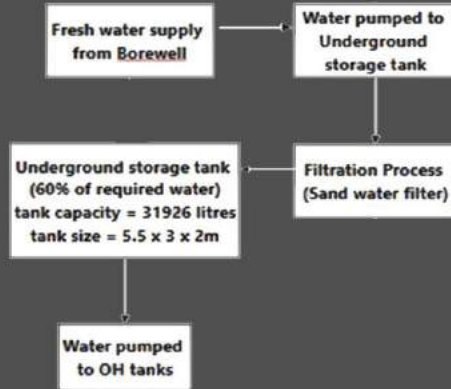 Fresh water supply
from Borewell
Water pumped to
Underground
storage tank
Filtration Process
(Sand water filter)
Underground storage tank
(60% of required water)
tank capacity = 31926 litres
tank size = 5.5 x 3 x 2m
Water pumped
to OH tanks